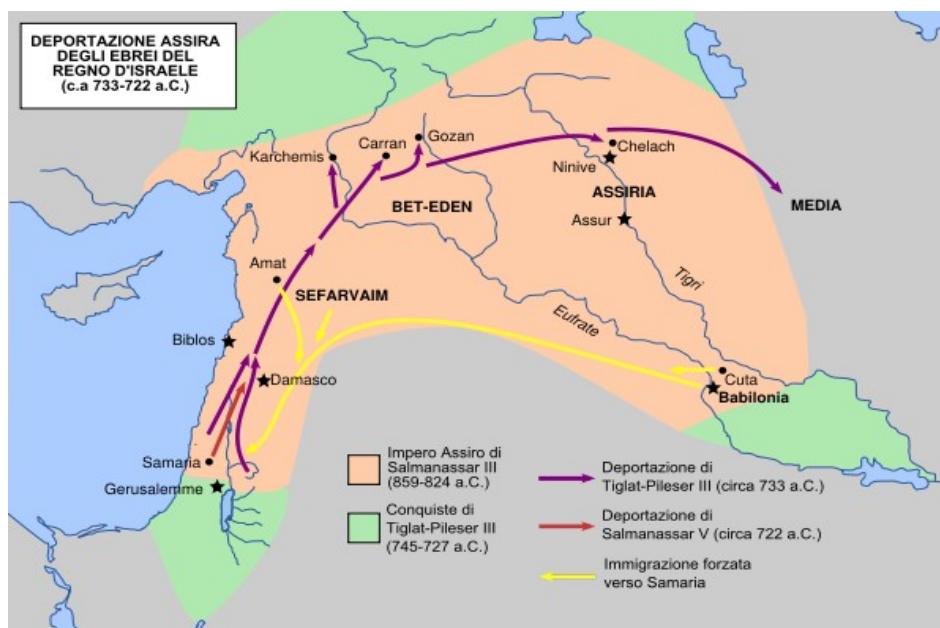 DEPORTAZIONE ASSIRA
DEGLI EBREI DEL
REGNO D'ISRAELE
(c.a 733-722 a.C.)
Karchemis
Carran
Gozan
Chelach
Ninive
ASSIRIA
BET-EDEN
MEDIA
Assur
Amat
SEFARVAIM
Tigri
Eufrate
Biblos
Damasco
Cuta
Babilonia
Samaria
Gerusalemme
Impero Assiro di
Salmanassar III
(859-824 a.C.)
Conquiste di
Tiglat-Pileser III
(745-727 a.C.)
Deportazione di
Tiglat-Pileser III (circa 733 a.C.)
Deportazione di
Salmanassar V (circa 722 a.C.)
Immigrazione forzata
verso Samaria